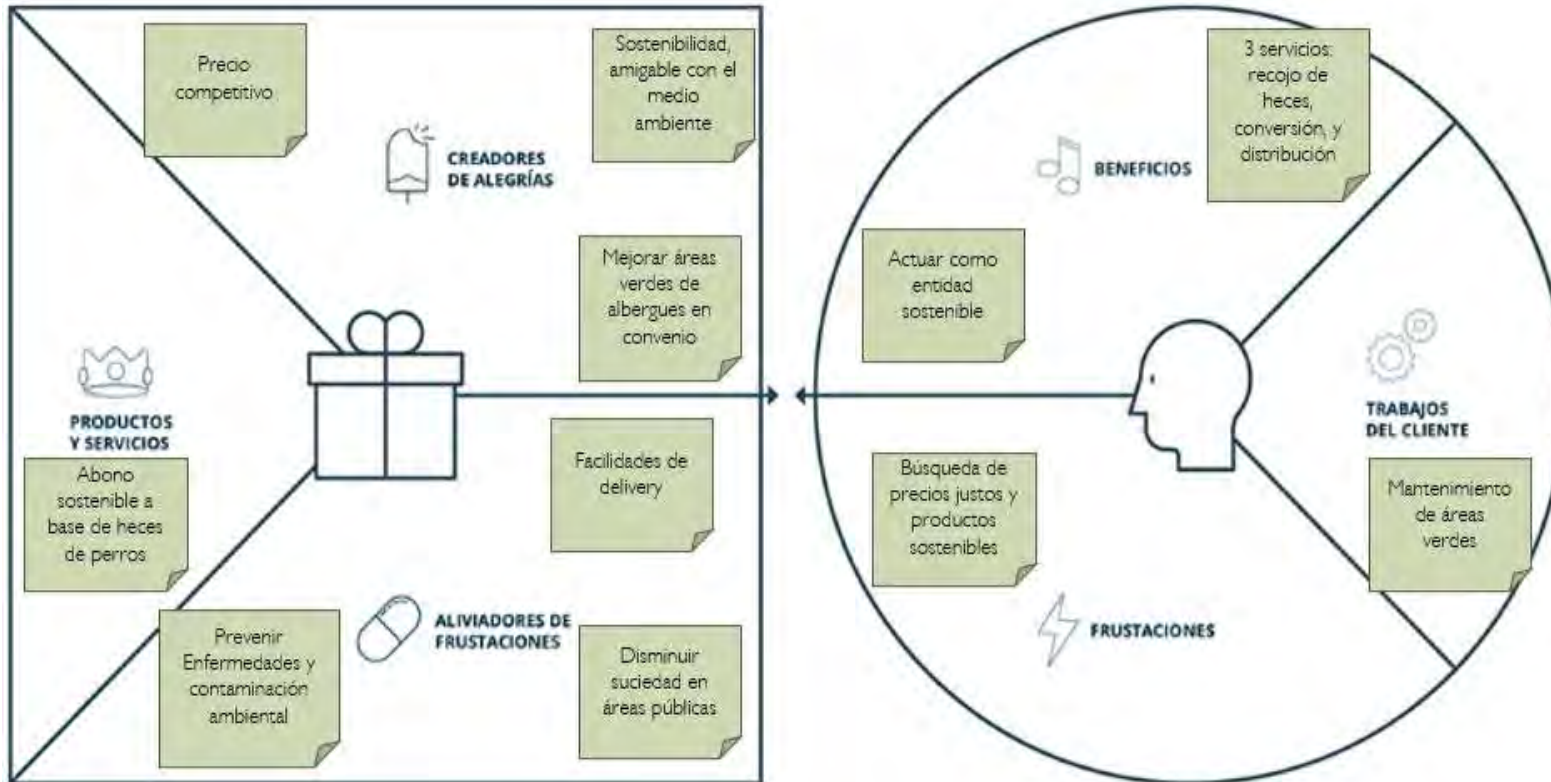 Precio
competitivo
Sostenibilidad,
amigable con el
medio
ambiente
CREADORES
DE ALEGRÍAS
Mejorar áreas
verdes de
albergues en
convenio
PRODUCTOS
Y SERVICIOS
Abono
sostenible a
base de heces
de perros
Facilidades de
delivery
Prevenir
Enfermedades y
contaminación
ambiental
ALIVIADORES DE
FRUSTACIONES
Disminuir
suciedad en
áreas públicas
3 servicios:
recojo de
heces,
conversión, y
distribución
BENEFICIOS
Actuar como
entidad
sostenible
TRABAJOS
DEL CLIENTE
Búsqueda de
precios justos y
productos
sostenibles
Mantenimiento
de áreas
verdes
FRUSTACIONES